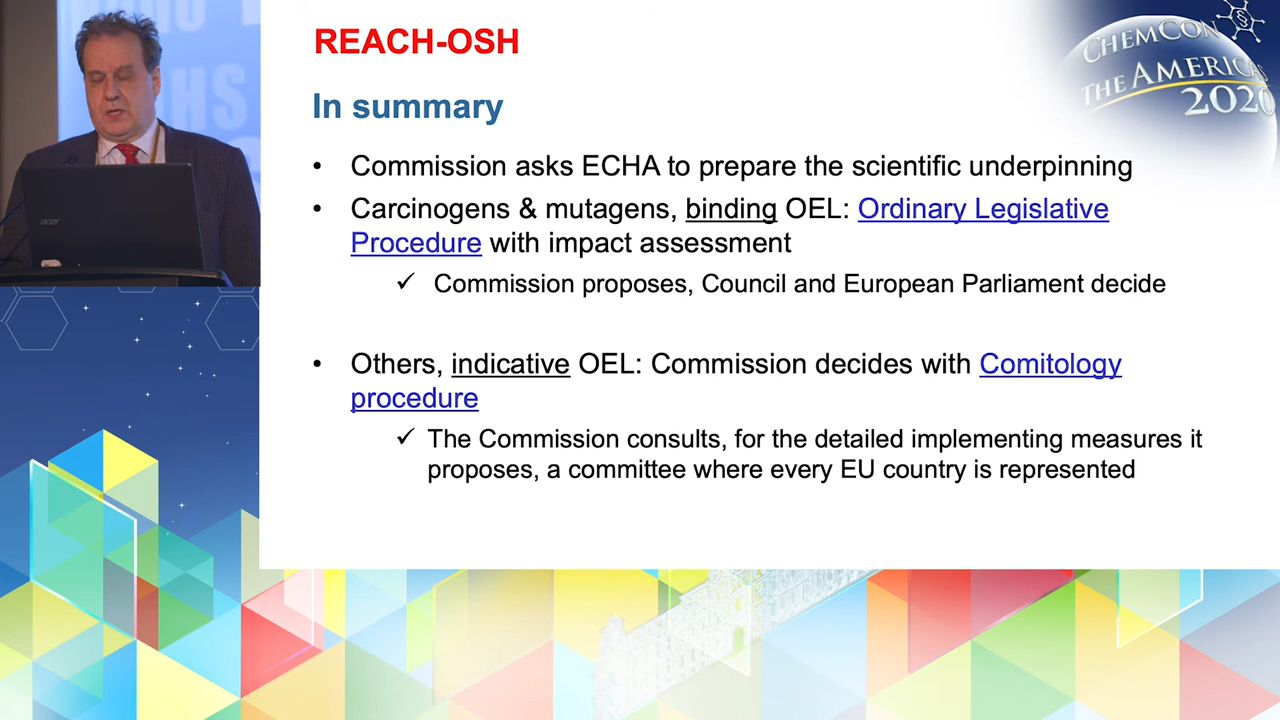 REACH-OSH
In summary
• Commission asks ECHA to prepare the scientific underpinning
• Carcinogens & mutagens, binding OEL: Ordinary Legislative
Procedure with impact assessment
✓ Commission proposes, Council and European Parliament decide
• Others, indicative OEL: Commission decides with Comitology
procedure
✓ The Commission consults, for the detailed implementing measures it
proposes, a committee where every EU country is represented
CHEMCON
THE AMERICAS
2020
HS
acer